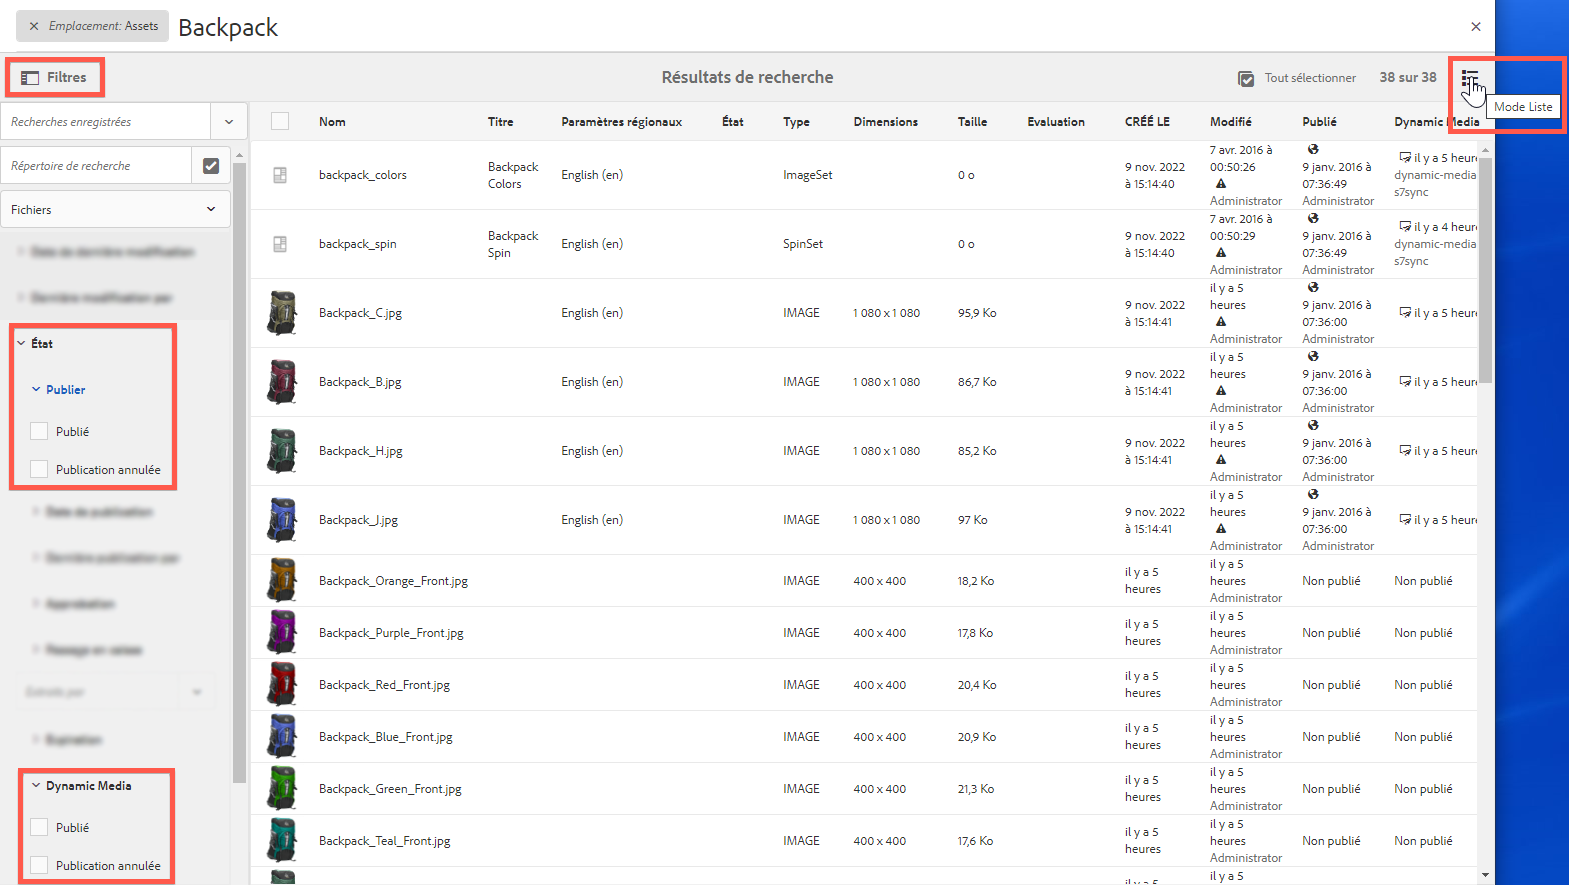 ✕ Emplacement: Assets Backpack ✕
Filtres Résultats de recherche Tout sélectionner 38 sur 38
Mode Liste
Recherches enregistrées
Répertoire de recherche
Fichiers
État
Publier
Publié
Publication annulée
Dynamic Media
Publié
Publication annulée
Nom Titre Paramètres régionaux État Type Dimensions Taille Evaluation CRÉÉ LE Modifié Publié Dynamic Media
backpack_colors Backpack Colors English (en) ImageSet 0 o 9 nov. 2022 à 15:14:40 7 avr. 2016 à 00:50:26 Administrator 9 janv. 2016 à 07:36:49 Administrator il y a 5 heure dynamic-media s7sync
backpack_spin Backpack Spin English (en) SpinSet 0 o 9 nov. 2022 à 15:14:40 7 avr. 2016 à 00:50:29 Administrator 9 janv. 2016 à 07:36:49 Administrator il y a 4 heur dynamic-media s7sync
Backpack_C.jpg English (en) IMAGE 1 080 x 1 080 95,9 Ko 9 nov. 2022 à 15:14:41 il y a 5 heures Administrator 9 janv. 2016 à 07:36:00 Administrator il y a 5 heure
Backpack_B.jpg English (en) IMAGE 1 080 x 1 080 86,7 Ko 9 nov. 2022 à 15:14:41 il y a 5 heures Administrator 9 janv. 2016 à 07:36:00 Administrator il y a 5 heure
Backpack_H.jpg English (en) IMAGE 1 080 x 1 080 85,2 Ko 9 nov. 2022 à 15:14:41 il y a 5 heures Administrator 9 janv. 2016 à 07:36:00 Administrator il y a 5 heure
Backpack_J.jpg English (en) IMAGE 1 080 x 1 080 97 Ko 9 nov. 2022 à 15:14:41 il y a 5 heures Administrator 9 janv. 2016 à 07:36:00 Administrator il y a 5 heure
Backpack_Orange_Front.jpg IMAGE 400 x 400 18,2 Ko il y a 5 heures il y a 5 heures Administrator Non publié Non publié
Backpack_Purple_Front.jpg IMAGE 400 x 400 17,8 Ko il y a 5 heures il y a 5 heures Administrator Non publié Non publié
Backpack_Red_Front.jpg IMAGE 400 x 400 20,4 Ko il y a 5 heures il y a 5 heures Administrator Non publié Non publié
Backpack_Blue_Front.jpg IMAGE 400 x 400 20,9 Ko il y a 5 heures il y a 5 heures Administrator Non publié Non publié
Backpack_Green_Front.jpg IMAGE 400 x 400 21,3 Ko il y a 5 heures il y a 5 heures Administrator Non publié Non publié
Backpack_Teal_Front.jpg IMAGE 400 x 400 17,6 Ko il y a 5 heures il y a 5 heures Administrator Non publié Non publié
il y a 5